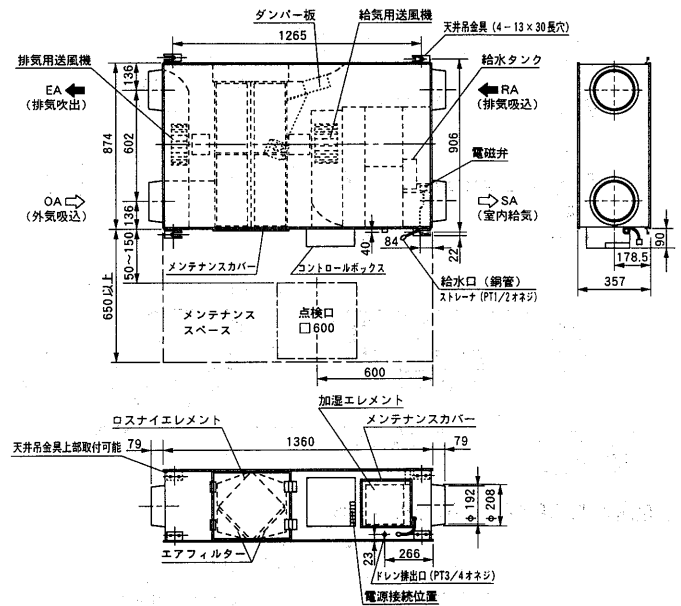 ダンパー板
給気用送風機
天井吊金具(4-13×30長穴)
1265
排気用送風機
給水タンク
136
EA
(排気吹出)
RA
(排気吸込)
874
602
906
電磁弁
OA
(外気吸込)
136
SA
(室内給気)
50~150
40
84
22
90
178.5
357
メンテナンスカバー
コントロールボックス
給水口(銅管)
ストレーナ(PT1/2オネジ)
650以上
メンテナンス
スペース
点検口
□600
600
加湿エレメント
ロスナイエレメント
メンテナンスカバー
天井吊金具上部取付可能
79
1360
79
φ192
φ208
エアフィルター
23
266
ドレン排出口(PT3/4オネジ)
電源接続位置